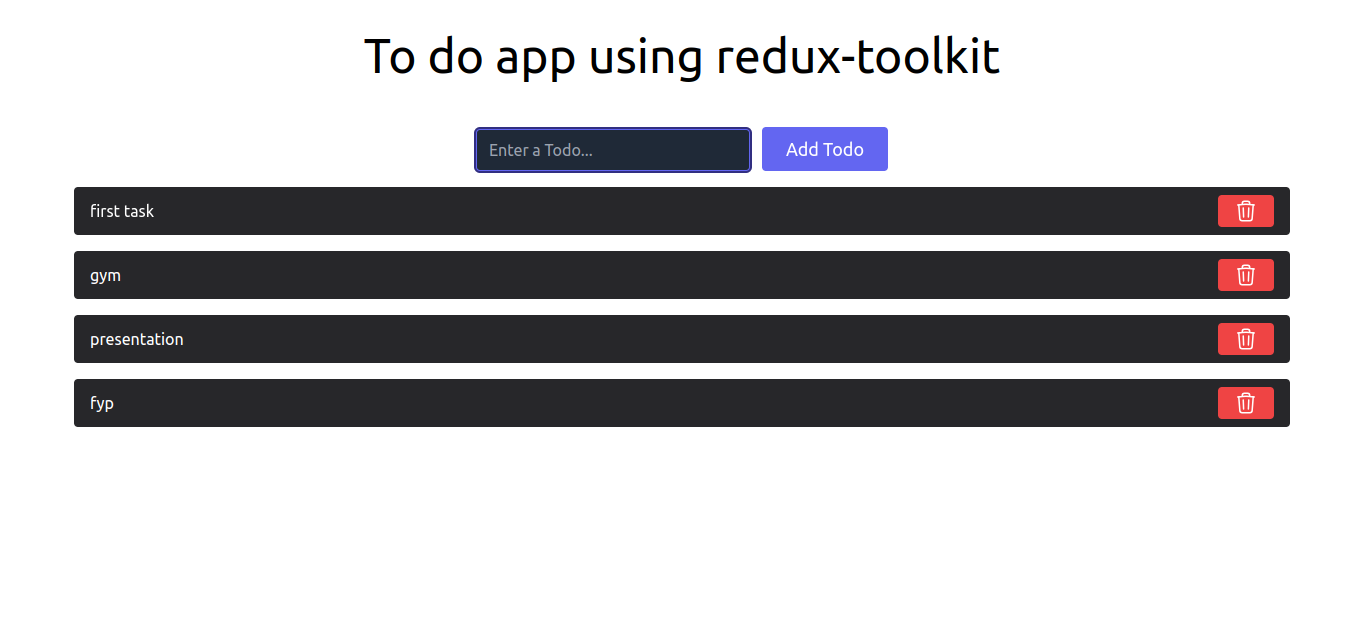 To do app using redux-toolkit
Enter a Todo...
Add Todo
first task
gym
presentation
fyp